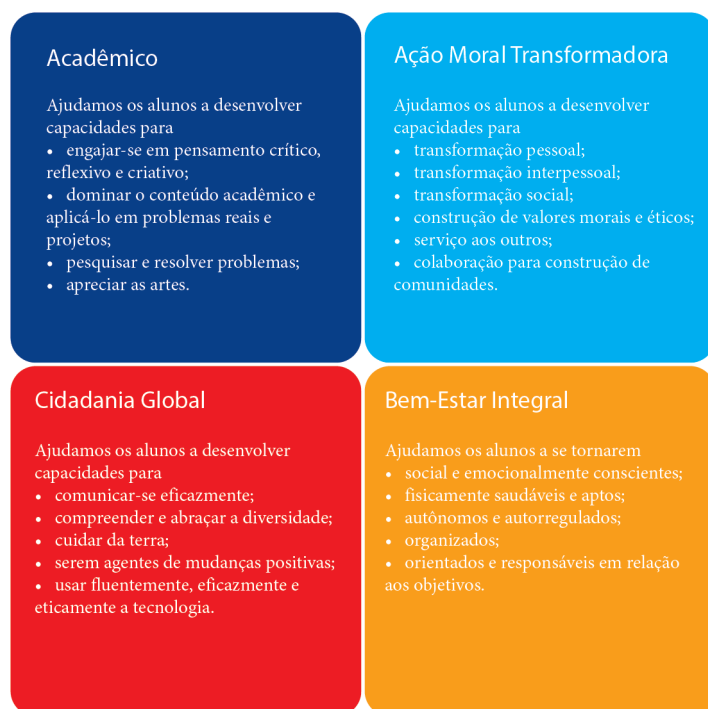 Acadêmico
Ajudamos os alunos a desenvolver
capacidades para
• engajar-se em pensamento crítico,
reflexivo e criativo;
• dominar o conteúdo acadêmico e
aplicá-lo em problemas reais e
projetos;
• pesquisar e resolver problemas;
• apreciar as artes.
Ação Moral Transformadora
Ajudamos os alunos a desenvolver
capacidades para
• transformação pessoal;
• transformação interpessoal;
• transformação social;
• construção de valores morais e éticos;
• serviço aos outros;
• colaboração para construção de
comunidades.
Cidadania Global
Ajudamos os alunos a desenvolver
capacidades para
• comunicar-se eficazmente;
• compreender e abraçar a diversidade;
• cuidar da terra;
• serem agentes de mudanças positivas;
• usar fluentemente, eficazmente e
eticamente a tecnologia.
Bem-Estar Integral
Ajudamos os alunos a se tornarem
• social e emocionalmente conscientes;
• fisicamente saudáveis e aptos;
• autônomos e autorregulados;
• organizados;
• orientados e responsáveis em relação
aos objetivos.